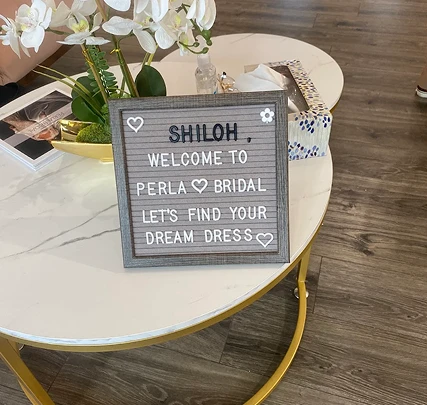 SHILOH,
WELCOME TO
PERLA ♡ BRIDAL
LET'S FIND YOUR
DREAM DRESS ♡